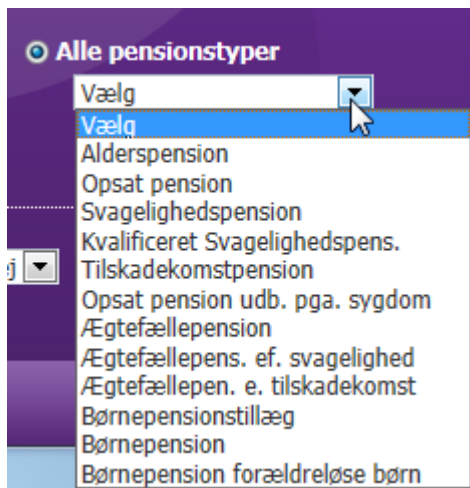 Alle pensionstyper
Vælg
Vælg
Alderspension
Opsat pension
Svagelighedspension
Kvalificeret Svagelighedspens.
Tilskadekomstpension
Opsat pension udb. pga. sygdom
Ægtefællepension
Ægtefællepens. ef. svagelighed
Ægtefællepen. e. tilskadekomst
Børnepensionstillæg
Børnepension
Børnepension forældreløse børn